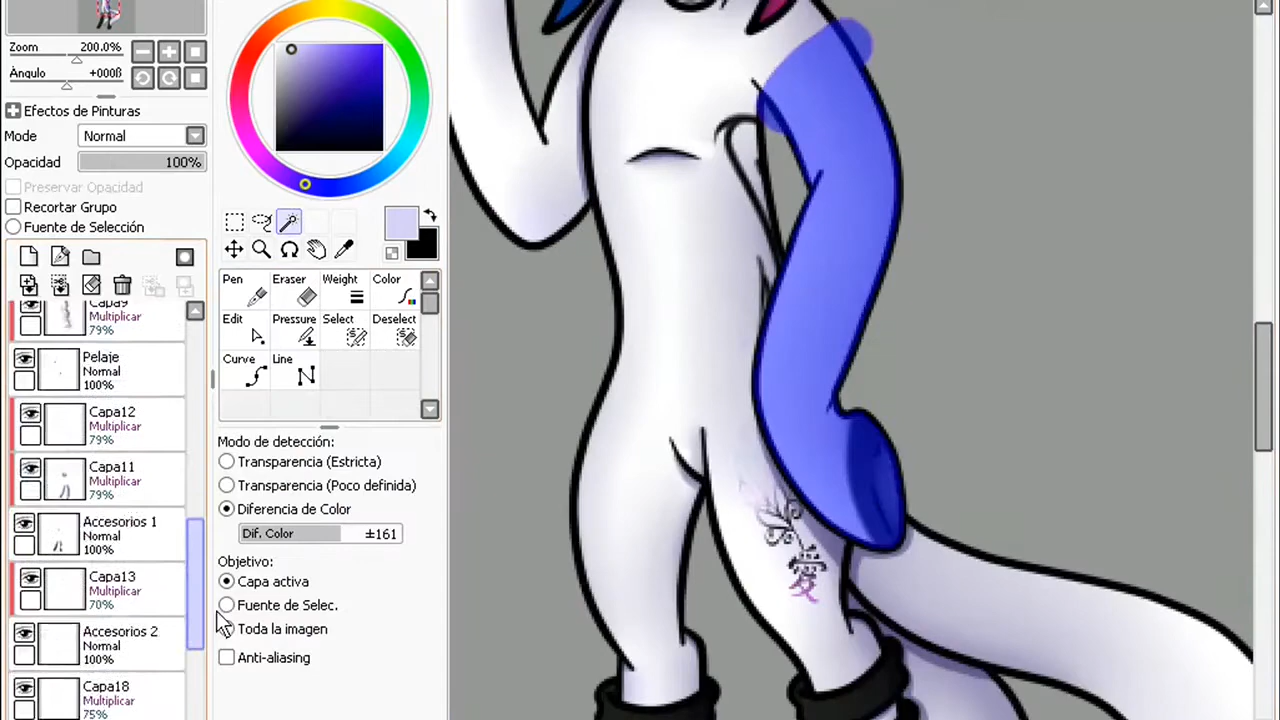 Zoom 200.0%
Ángulo +000ß
Efectos de Pinturas
Mode Normal
Opacidad 100%
Preservar Opacidad
Recortar Grupo
Fuente de Selección
Capa9
Multiplicar
79%
Pelaje
Normal
100%
Capa12
Multiplicar
79%
Capa11
Multiplicar
79%
Accesorios 1
Normal
100%
Capa13
Multiplicar
70%
Accesorios 2
Normal
100%
Capa18
Multiplicar
75%
Pen Eraser Weight Color
Edit Pressure Select Deselect
Curve Line
Modo de detección:
Transparencia (Estricta)
Transparencia (Poco definida)
Diferencia de Color
Dif. Color ±161
Objetivo:
Capa activa
Fuente de Selec.
Toda la imagen
Anti-aliasing
愛